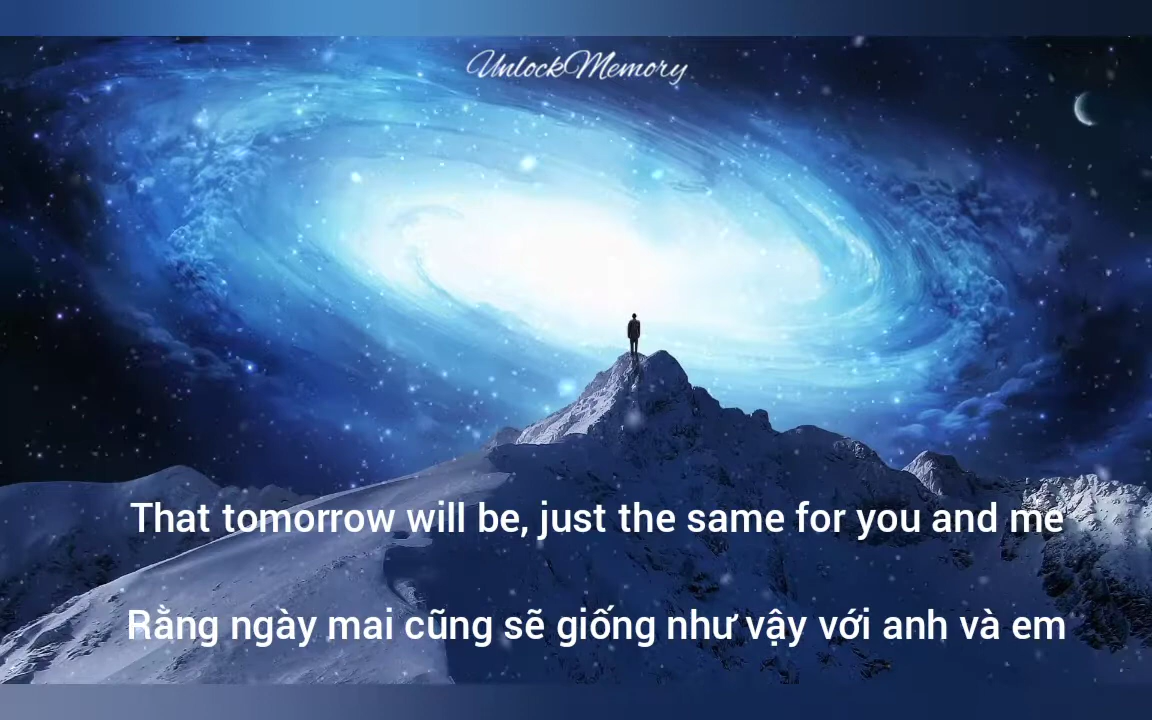 UnlockMemory
That tomorrow will be, just the same for you and me
Rằng ngày mai cũng sẽ giống như vậy với anh và em